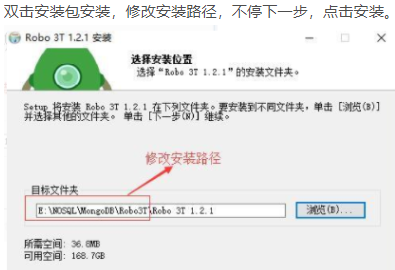 双击安装包安装，修改安装路径，不停下一步，点击安装。
Robo 3T 1.2.1 安装
选择安装位置
选择“Robo 3T 1.2.1”的安装文件夹。
Setup 将安装 Robo 3T 1.2.1 在下列文件夹。要安装到不同文件夹，单击 [浏览(B)]
并选择其他的文件夹。 单击 [下一步(N)] 继续。
修改安装路径
目标文件夹
E:\NOSQL\MongoDB\Robo3T\Robo 3T 1.2.1
浏览(B)...
所需空间: 36.8MB
可用空间: 168.7GB